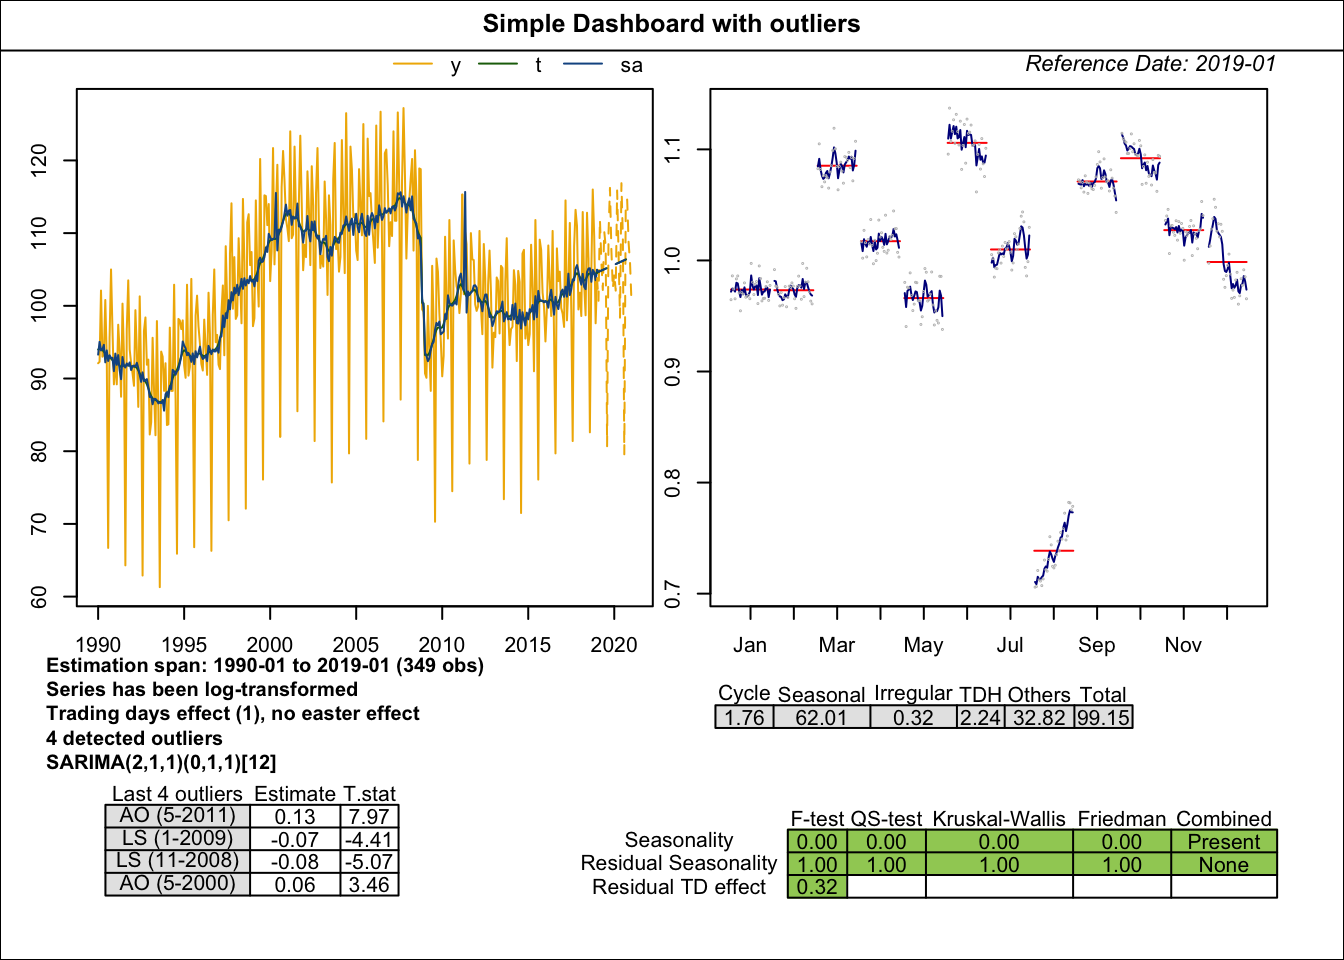 Simple Dashboard with outliers
y t sa
Reference Date: 2019-01
120
110
100
90
80
70
60
1990 1995 2000 2005 2010 2015 2020
1.1
1.0
0.9
0.8
0.7
Jan Mar May Jul Sep Nov
Estimation span: 1990-01 to 2019-01 (349 obs)
Series has been log-transformed
Trading days effect (1), no easter effect
4 detected outliers
SARIMA(2,1,1)(0,1,1)[12]
Cycle Seasonal Irregular TDH Others Total
1.76 62.01 0.32 2.24 32.82 99.15
Last 4 outliers Estimate T.stat
AO (5-2011) 0.13 7.97
LS (1-2009) -0.07 -4.41
LS (11-2008) -0.08 -5.07
AO (5-2000) 0.06 3.46
F-test QS-test Kruskal-Wallis Friedman Combined
Seasonality 0.00 0.00 0.00 0.00 Present
Residual Seasonality 1.00 1.00 1.00 1.00 None
Residual TD effect 0.32